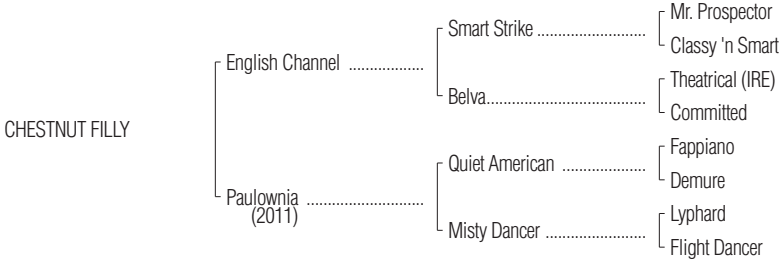 Mr. Prospector
Smart Strike ..........................
Classy 'n Smart
English Channel ..................
Theatrical (IRE)
Belva......................................
Committed
CHESTNUT FILLY
Fappiano
Quiet American ....................
Demure
Paulownia ............................
(2011)
Lyphard
Misty Dancer ........................
Flight Dancer